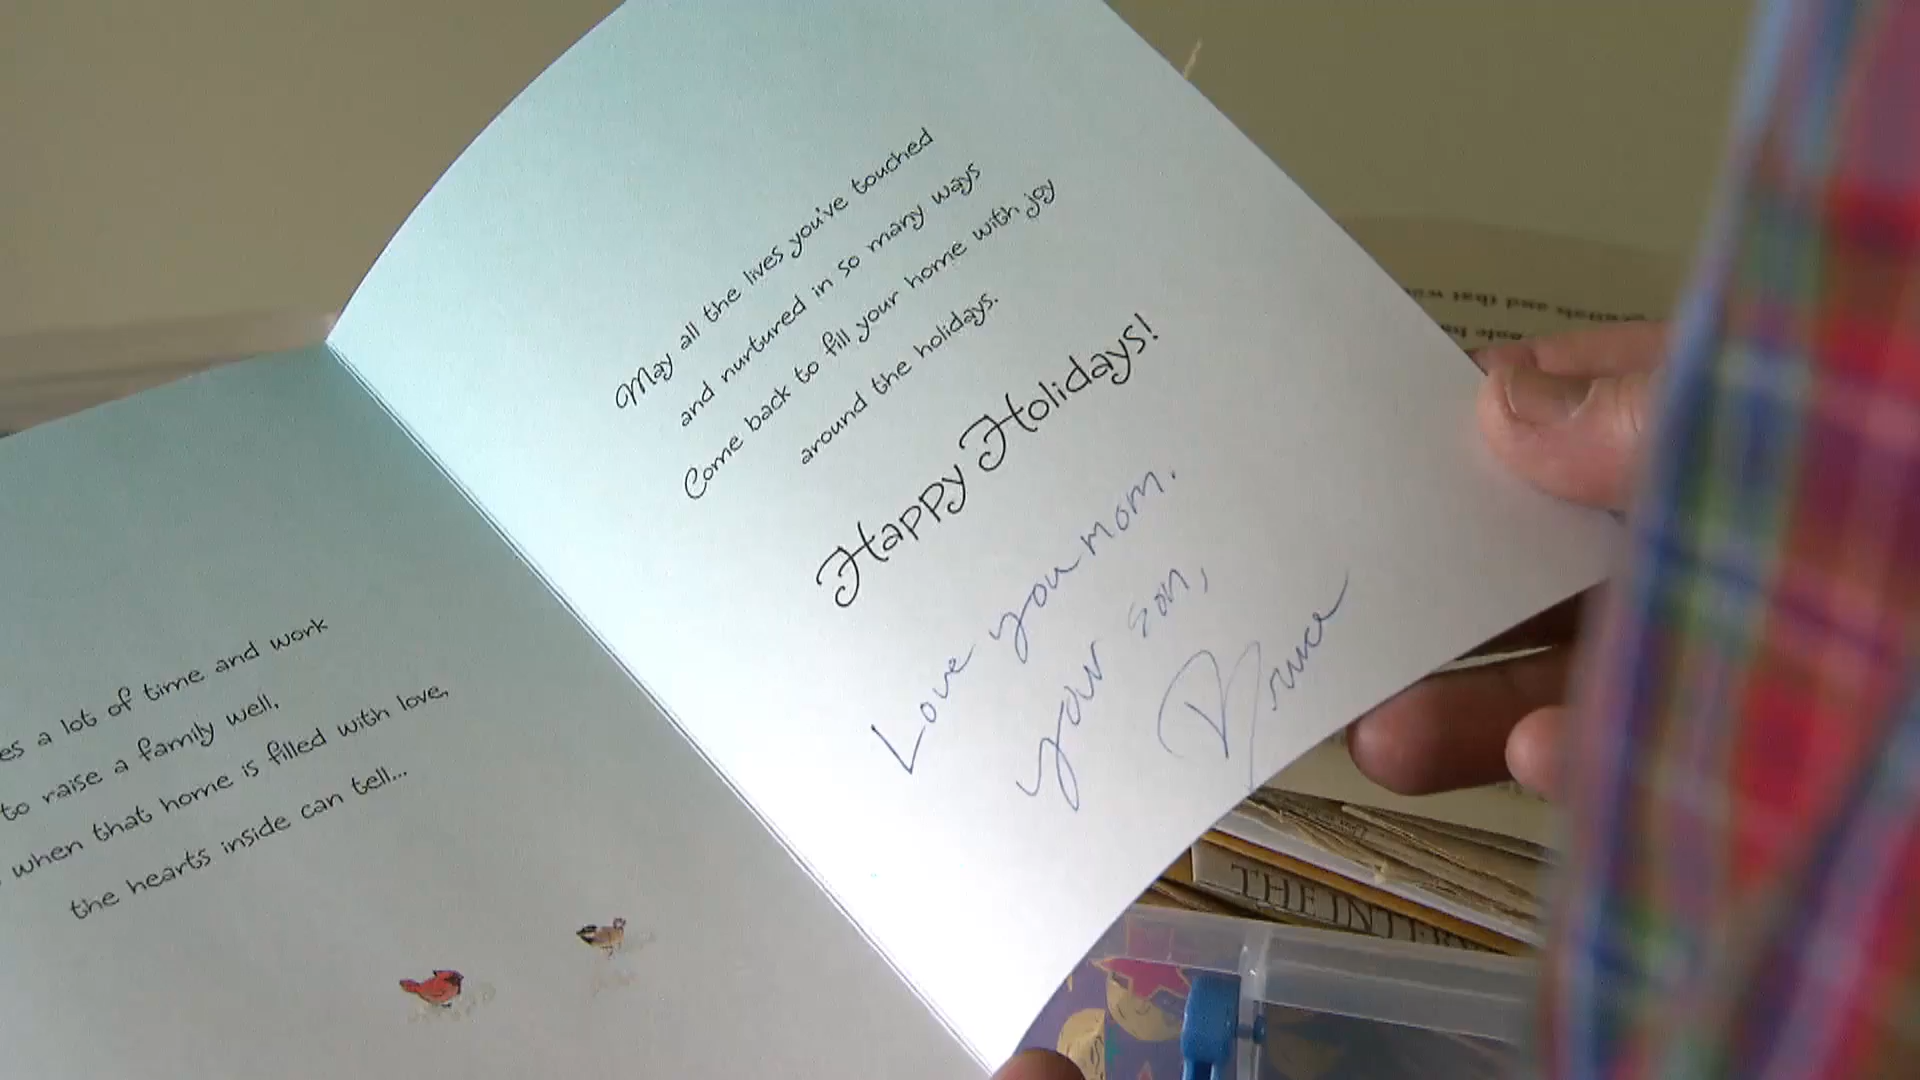 es a lot of time and work
to raise a family well,
when that home is filled with love,
the hearts inside can tell...
May all the lives you've touched
and nurtured in so many ways
Come back to fill your home with joy
around the holidays.
Happy Holidays!
Love you mom.
your son,
Bruce
THE INTER